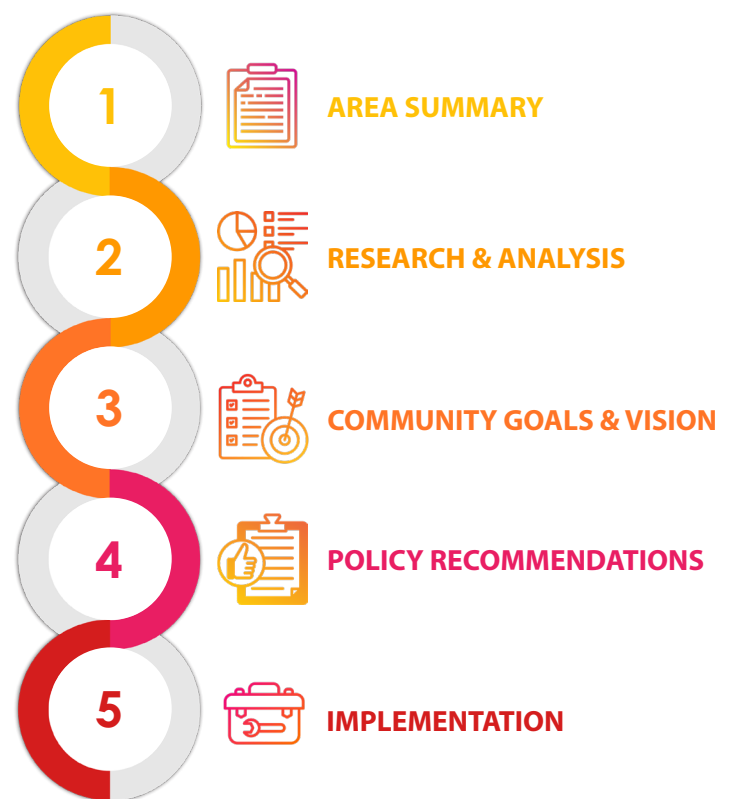 1
AREA SUMMARY
2
RESEARCH & ANALYSIS
3
COMMUNITY GOALS & VISION
4
POLICY RECOMMENDATIONS
5
IMPLEMENTATION